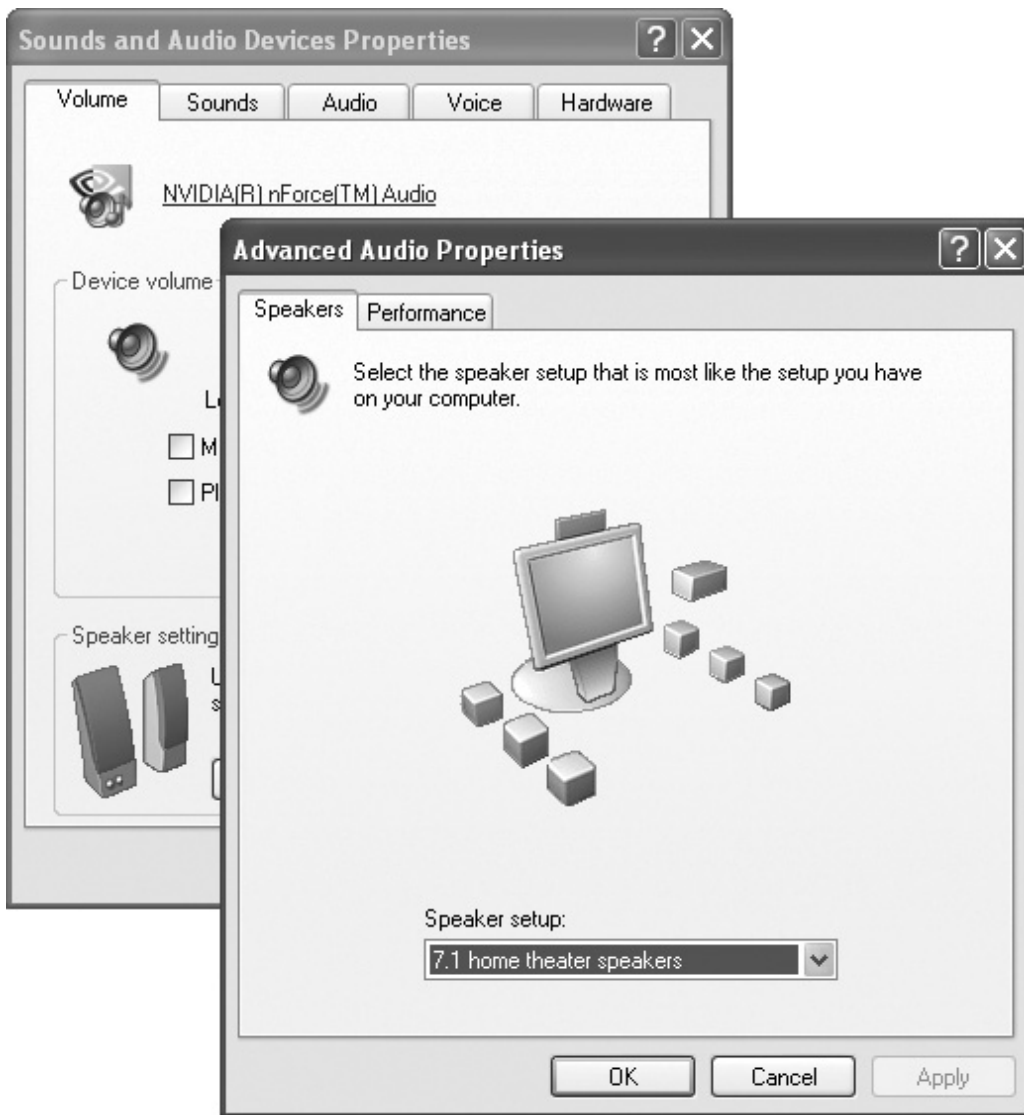 Sounds and Audio Devices Properties
Volume
Sounds
Audio
Voice
Hardware
NVIDIA(R) nForce(TM) Audio
Device volume
Speaker setting
Advanced Audio Properties
Speakers
Performance
Select the speaker setup that is most like the setup you have
on your computer.
Speaker setup:
7.1 home theater speakers
OK
Cancel
Apply